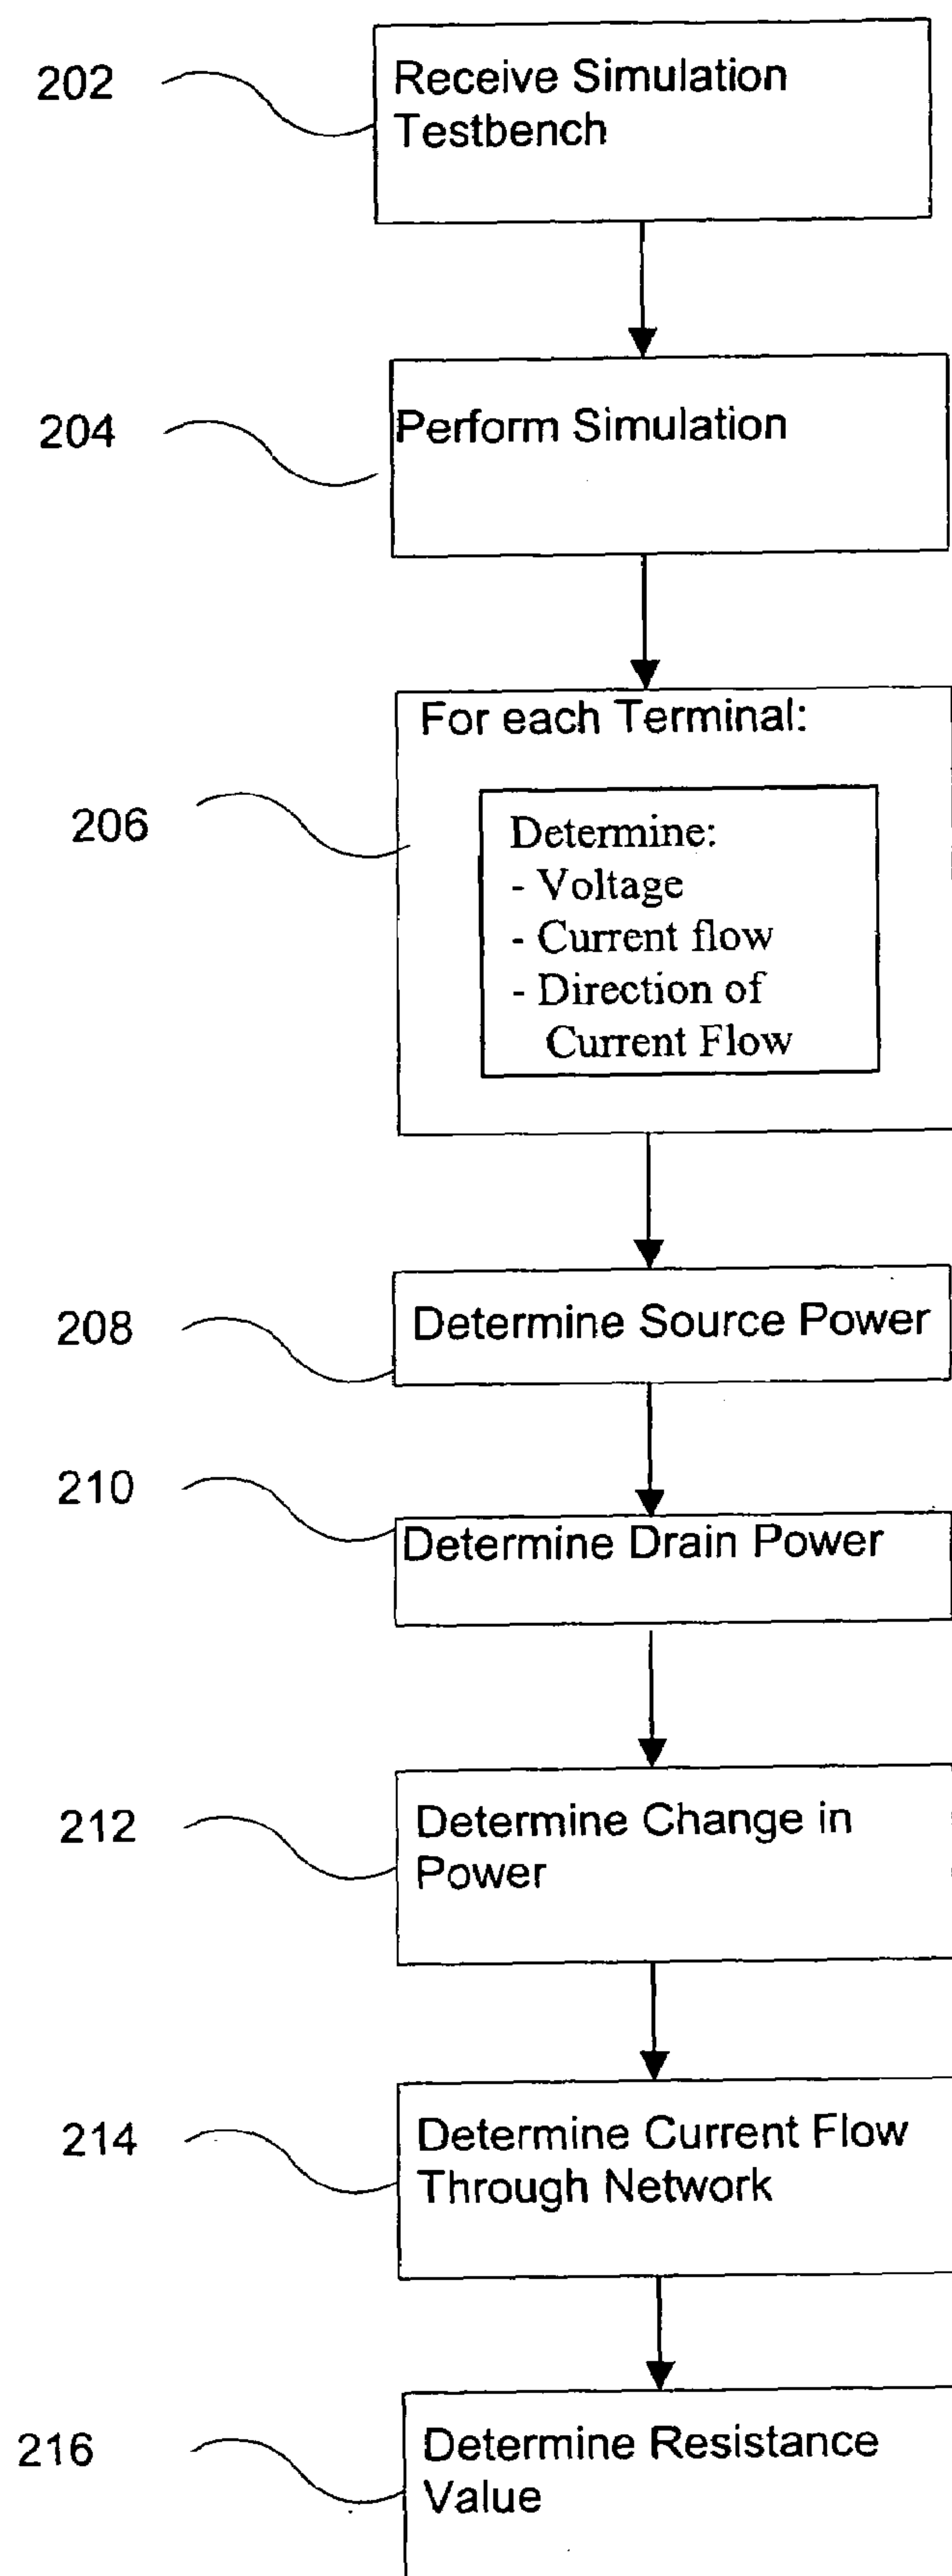 202
Receive Simulation
Testbench
204
Perform Simulation
For each Terminal:
206
Determine:
- Voltage
- Current flow
- Direction of
Current Flow
208
Determine Source Power
210
Determine Drain Power
212
Determine Change in
Power
214
Determine Current Flow
Through Network
216
Determine Resistance
Value